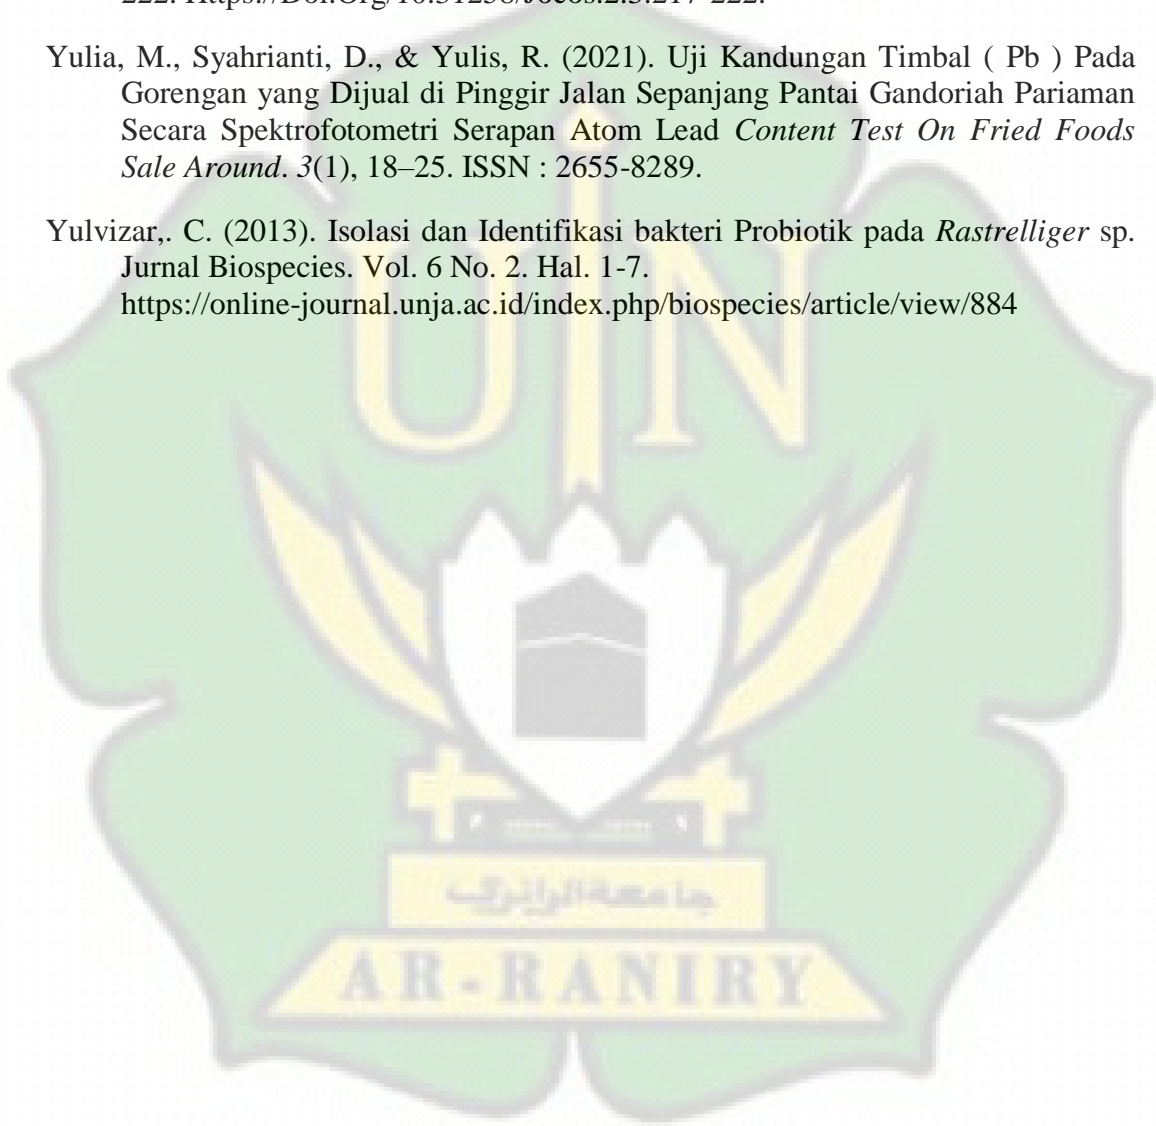 222. Https://Doi.Org/10.31258/Jocos.2.3.217-222.
Yulia, M., Syahrianti, D., & Yulis, R. (2021). Uji Kandungan Timbal ( Pb ) Pada
Gorengan yang Dijual di Pinggir Jalan Sepanjang Pantai Gandoriah Pariaman
Secara Spektrofotometri Serapan Atom Lead Content Test On Fried Foods
Sale Around. 3(1), 18–25. ISSN : 2655-8289.
Yulvizar,. C. (2013). Isolasi dan Identifikasi bakteri Probiotik pada Rastrelliger sp.
Jurnal Biospecies. Vol. 6 No. 2. Hal. 1-7.
https://online-journal.unja.ac.id/index.php/biospecies/article/view/884
UIN
جامعة الرانري
AR-RANIRY